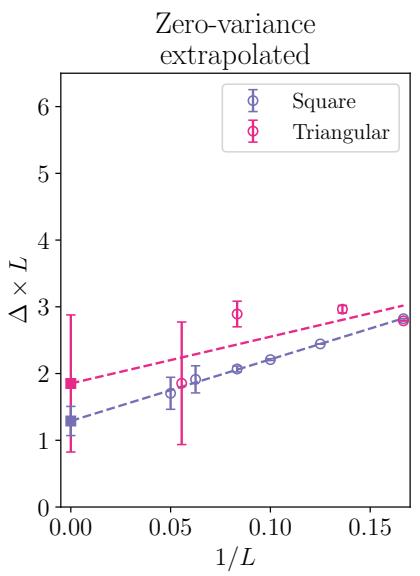 Zero-variance
extrapolated
Square
Triangular
6
5
4
3
2
1
0
Δ × L
0.00 0.05 0.10 0.15
1/L